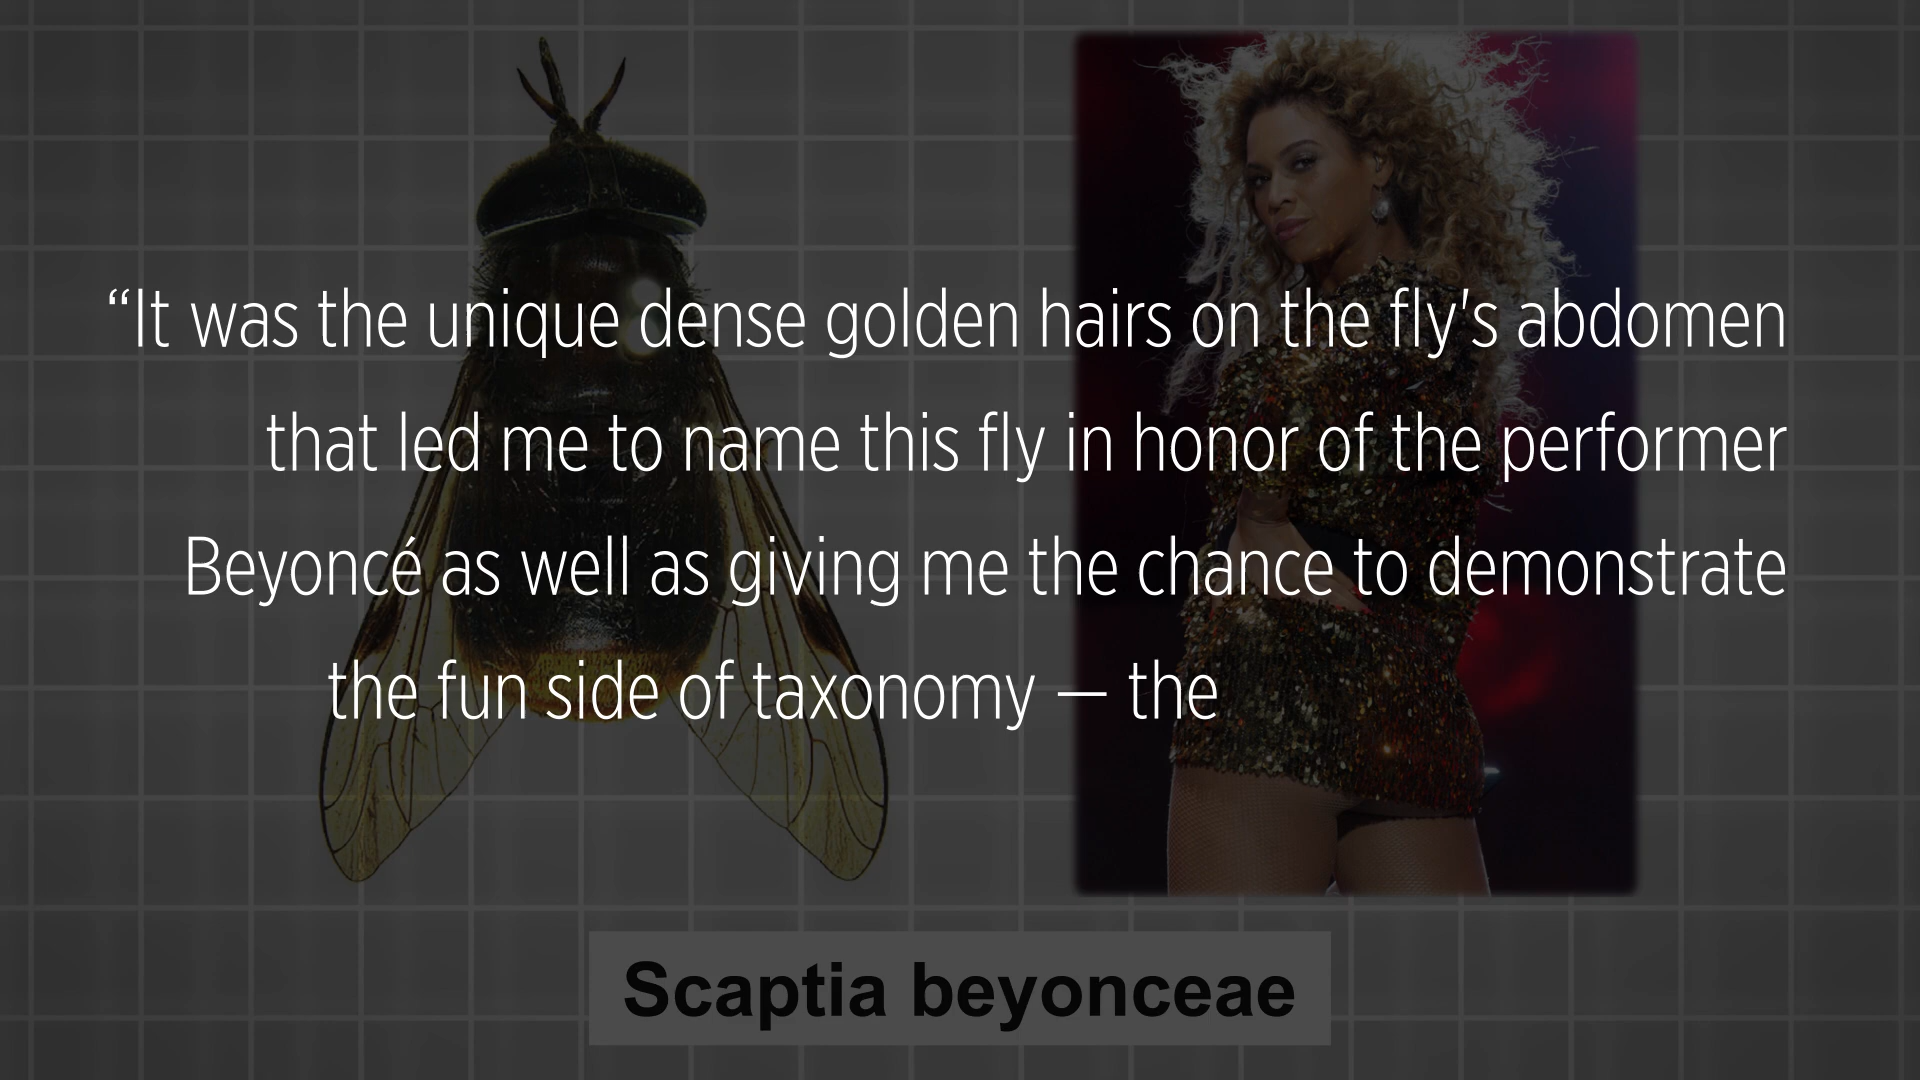 “It was the unique dense golden hairs on the fly's abdomen
that led me to name this fly in honor of the performer
Beyoncé as well as giving me the chance to demonstrate
the fun side of taxonomy — the
Scaptia beyonceae